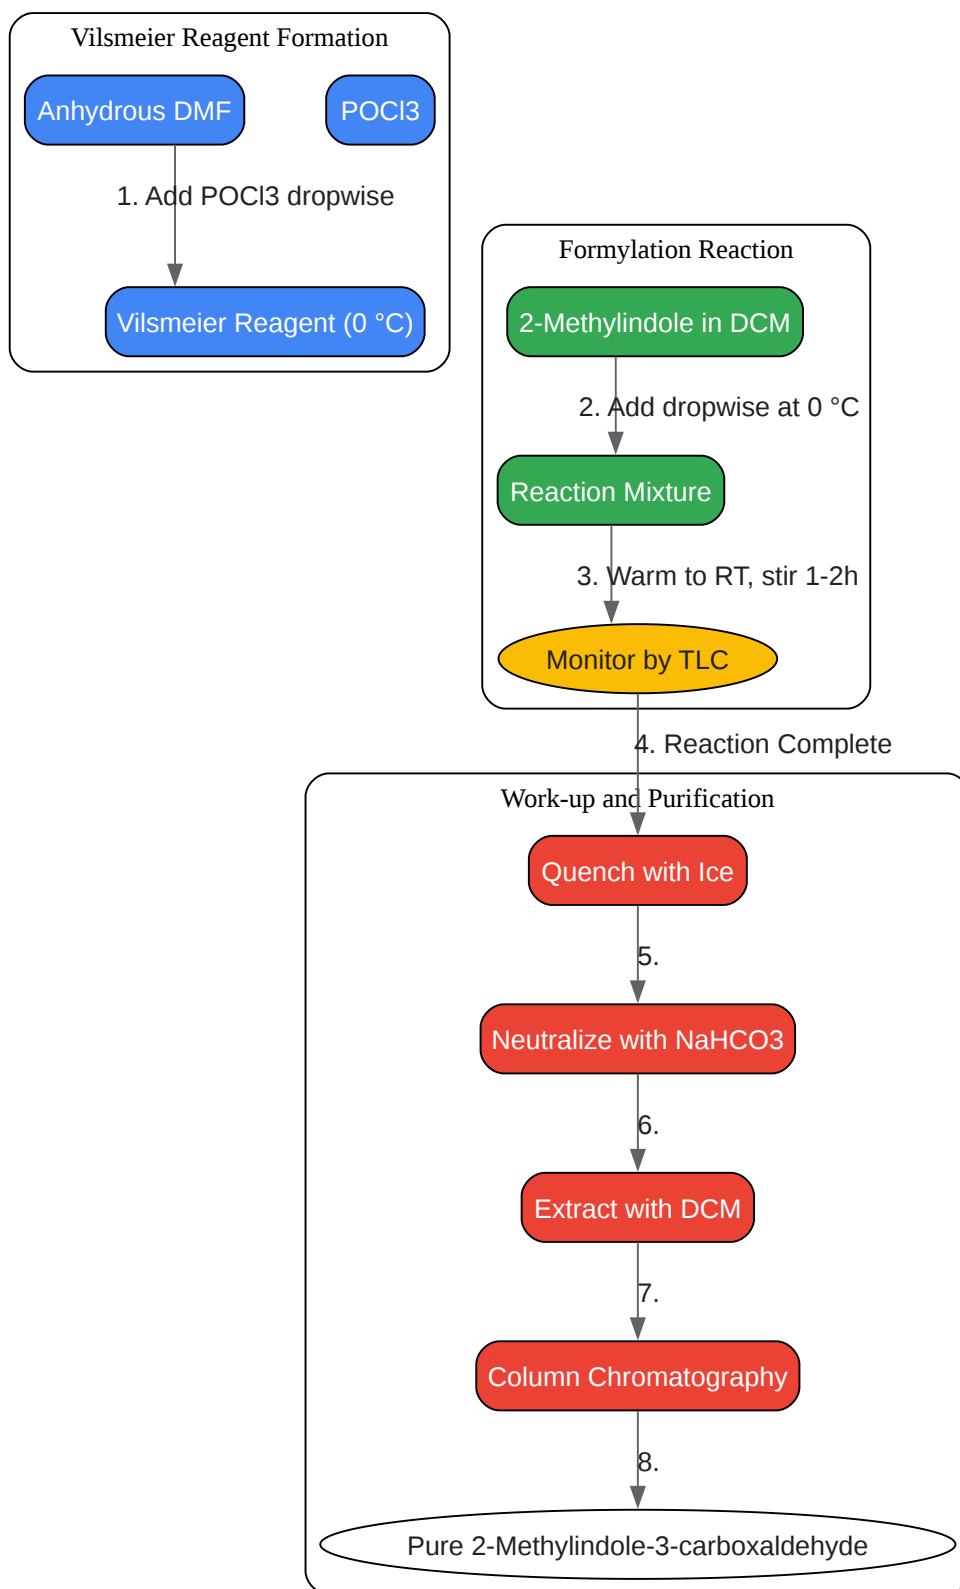 Vilsmeier Reagent Formation
Anhydrous DMF
POCl3
1. Add POCl3 dropwise
Vilsmeier Reagent (0 °C)
Formylation Reaction
2-Methylindole in DCM
2. Add dropwise at 0 °C
Reaction Mixture
3. Warm to RT, stir 1-2h
Monitor by TLC
4. Reaction Complete
Work-up and Purification
Quench with Ice
5.
Neutralize with NaHCO3
6.
Extract with DCM
7.
Column Chromatography
8.
Pure 2-Methylindole-3-carboxaldehyde